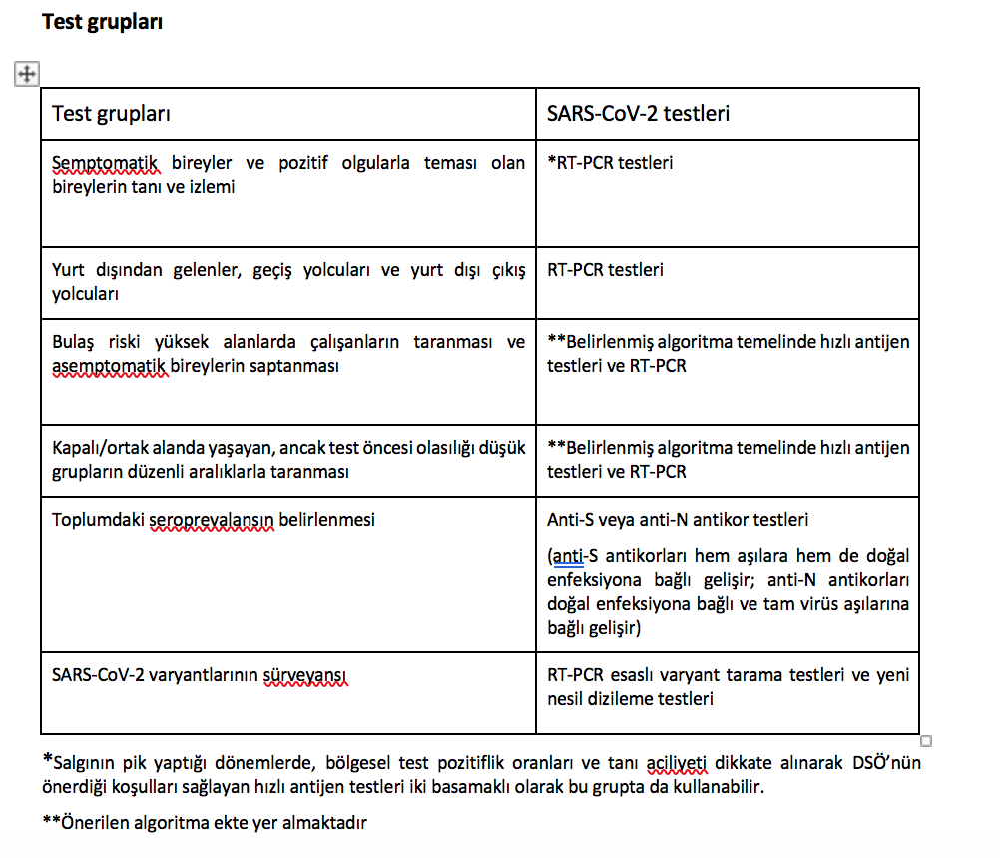 Test grupları
Test grupları
SARS-CoV-2 testleri
Semptomatik bireyler ve pozitif olgularla teması olan
bireylerin tanı ve izlemi
*RT-PCR testleri
Yurt dışından gelenler, geçiş yolcuları ve yurt dışı çıkış
yolcuları
RT-PCR testleri
Bulaş riski yüksek alanlarda çalışanların taranması ve
asemptomatik bireylerin saptanması
**Belirlenmiş algoritma temelinde hızlı antijen
testleri ve RT-PCR
Kapalı/ortak alanda yaşayan, ancak test öncesi olasılığı düşük
grupların düzenli aralıklarla taranması
**Belirlenmiş algoritma temelinde hızlı antijen
testleri ve RT-PCR
Toplumdaki seroprevalansın belirlenmesi
Anti-S veya anti-N antikor testleri
(anti-S antikorları hem aşılara hem de doğal
enfeksiyona bağlı gelişir; anti-N antikorları
doğal enfeksiyona bağlı ve tam virüs aşılarına
bağlı gelişir)
SARS-CoV-2 varyantlarının sürveyansı
RT-PCR esaslı varyant tarama testleri ve yeni
nesil dizileme testleri
*Salgının pik yaptığı dönemlerde, bölgesel test pozitiflik oranları ve tanı aciliyeti dikkate alınarak DSÖ’nün
önerdiği koşulları sağlayan hızlı antijen testleri iki basamaklı olarak bu grupta da kullanabilir.
**Önerilen algoritma ekte yer almaktadır